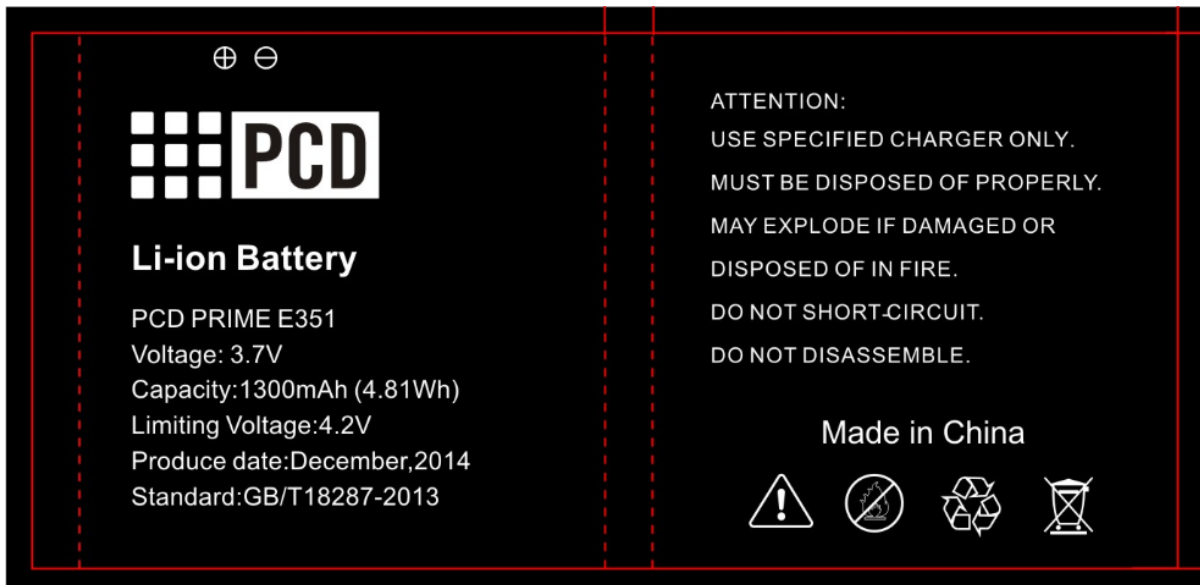 PCD
Li-ion Battery
PCD PRIME E351
Voltage: 3.7V
Capacity:1300mAh (4.81Wh)
Limiting Voltage:4.2V
Produce date:December,2014
Standard:GB/T18287-2013
ATTENTION:
USE SPECIFIED CHARGER ONLY.
MUST BE DISPOSED OF PROPERLY.
MAY EXPLODE IF DAMAGED OR
DISPOSED OF IN FIRE.
DO NOT SHORT-CIRCUIT.
DO NOT DISASSEMBLE.
Made in China